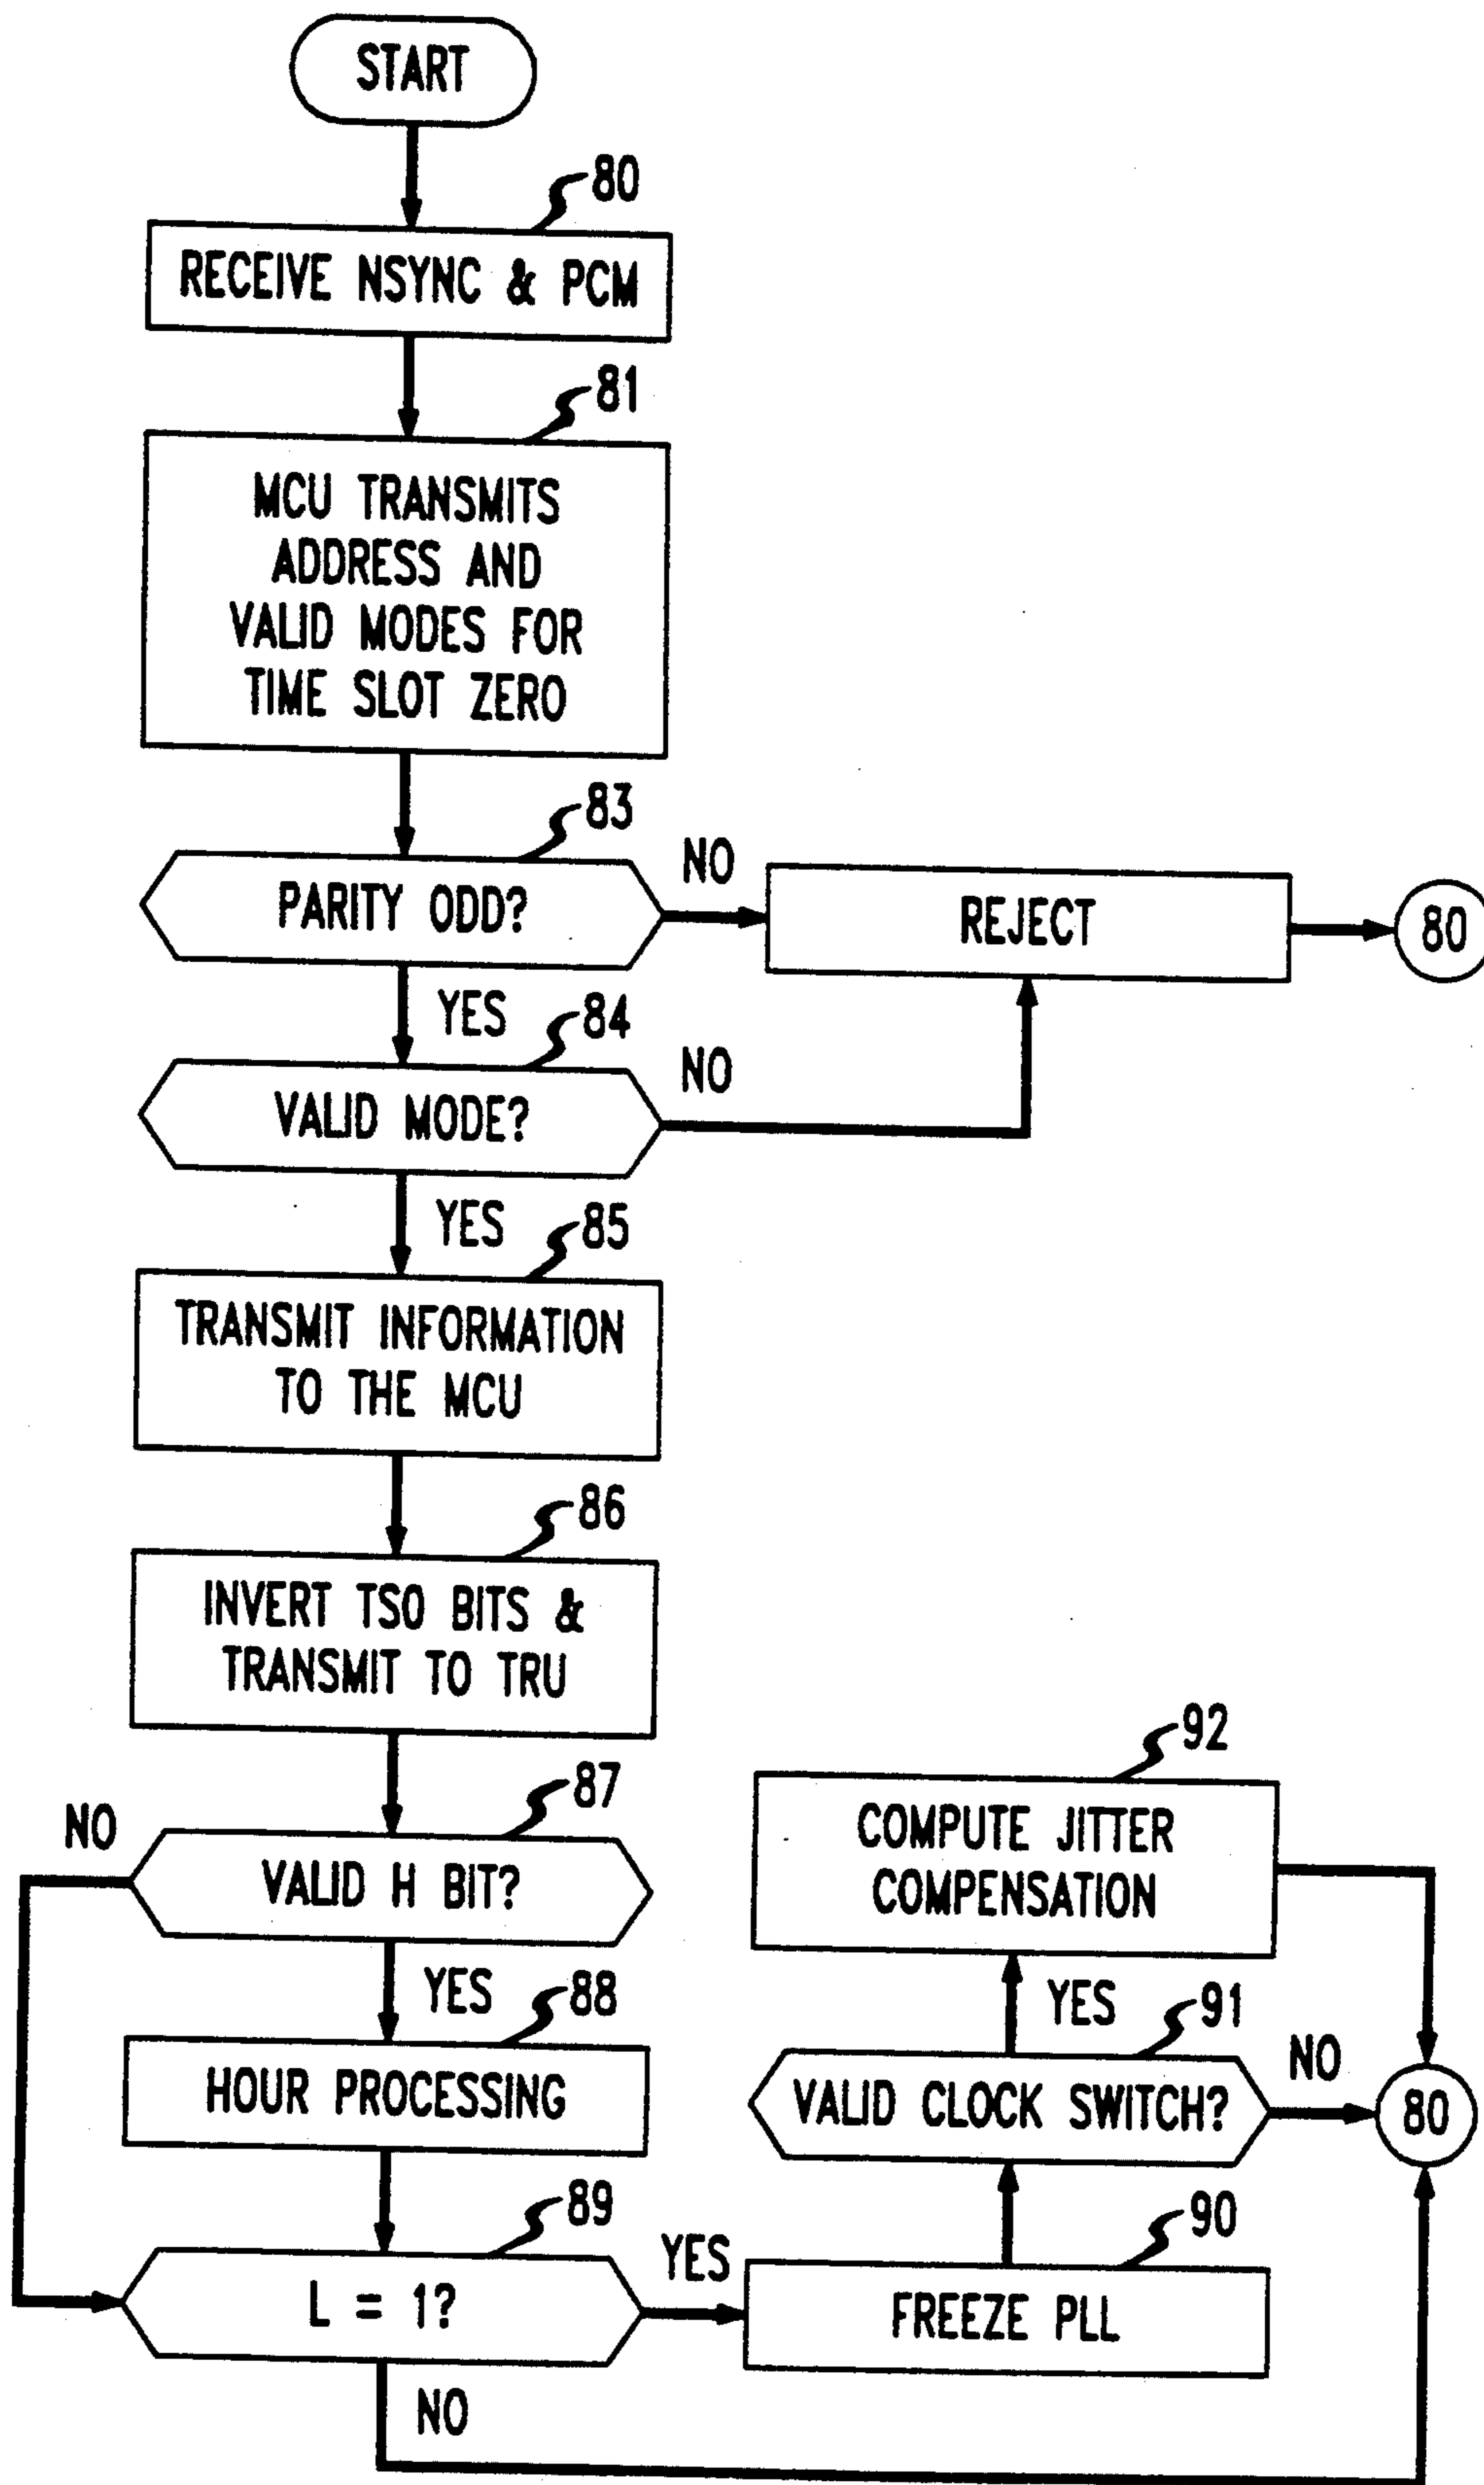 START
80
RECEIVE NSYNC & PCM
81
MCU TRANSMITS
ADDRESS AND
VALID MODES FOR
TIME SLOT ZERO
83
PARITY ODD?
NO
REJECT
80
YES
84
VALID MODE?
NO
YES
85
TRANSMIT INFORMATION
TO THE MCU
86
INVERT TS0 BITS &
TRANSMIT TO TRU
87
NO
VALID H BIT?
YES
88
HOUR PROCESSING
89
L = 1?
YES
NO
90
FREEZE PLL
91
VALID CLOCK SWITCH?
NO
80
YES
92
COMPUTE JITTER
COMPENSATION